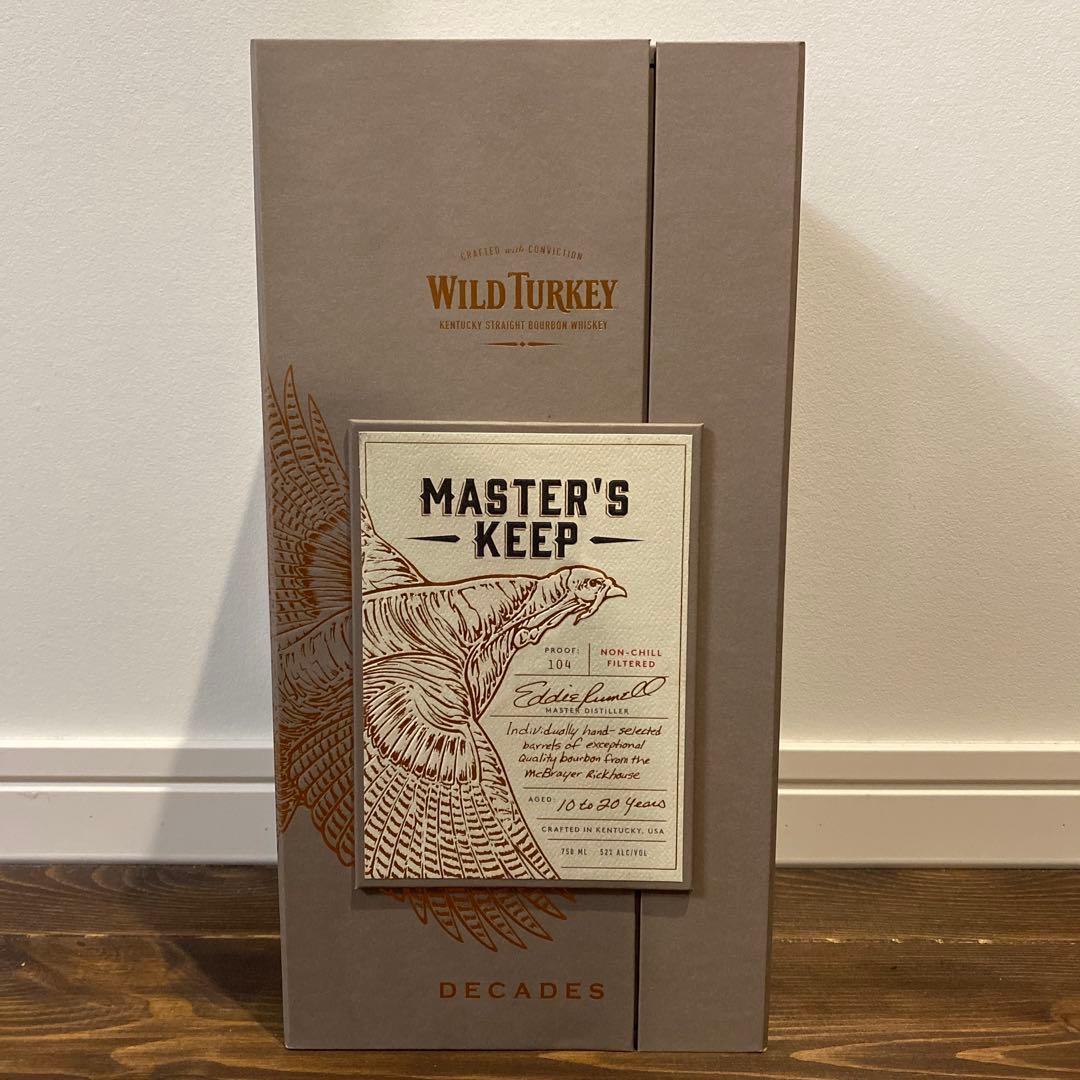 CRAFTED with CONVICTION
WILD TURKEY
KENTUCKY STRAIGHT BOURBON WHISKEY
MASTER'S
KEEP
PROOF:
104
NON-CHILL
FILTERED
Eddie Russell
MASTER DISTILLER
Individually hand-selected
barrels of exceptional
Quality bourbon from the
McBrayer Rickhouse
AGED: 10 to 20 Years
CRAFTED IN KENTUCKY, USA
750 ML 52% ALC/VOL
DECADES